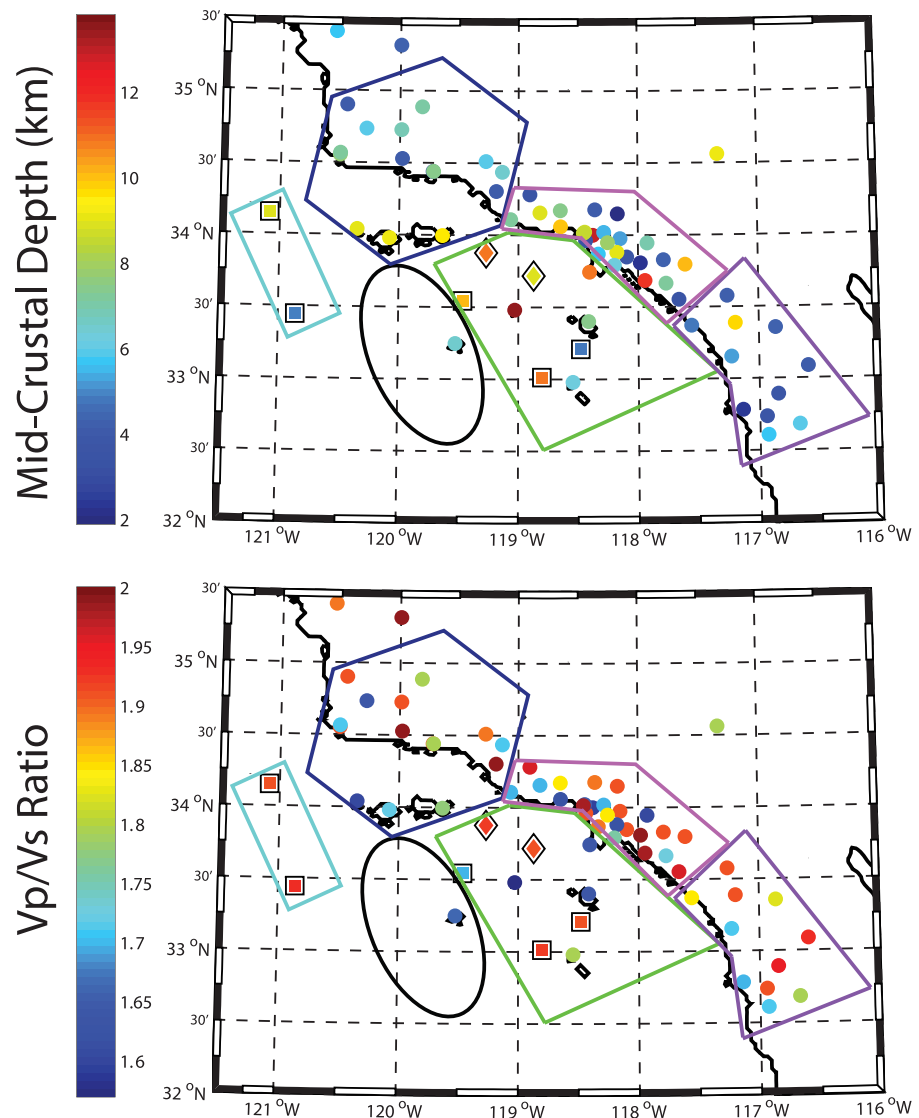 Mid-Crustal Depth (km)
12
10
8
6
4
2
30'
35 °N
30'
34 °N
30'
33 °N
30'
32 °N
121 °W
120 °W
119 °W
118 °W
117 °W
116 °W
Vp/Vs Ratio
2
1.95
1.9
1.85
1.8
1.75
1.7
1.65
1.6
30'
35 °N
30'
34 °N
30'
33 °N
30'
32 °N
121 °W
120 °W
119 °W
118 °W
117 °W
116 °W